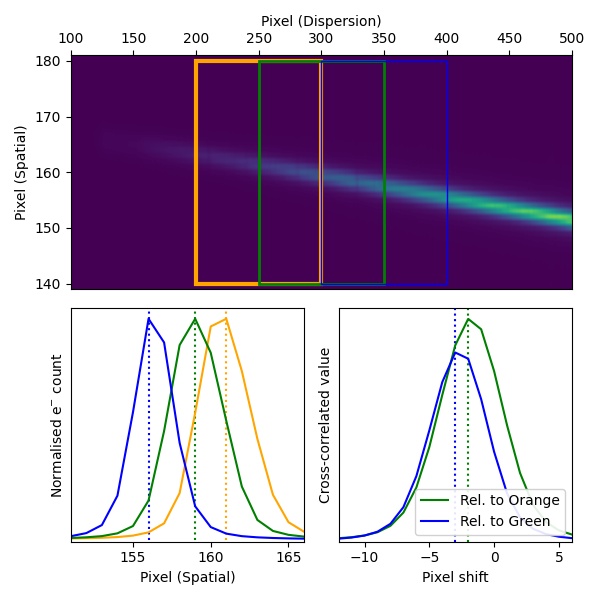 Pixel (Dispersion)
100 150 200 250 300 350 400 450 500
180
170
160
150
140
Pixel (Spatial)
Normalised e⁻ count
155 160 165
Pixel (Spatial)
Cross-correlated value
Rel. to Orange
Rel. to Green
−10 −5 0 5
Pixel shift